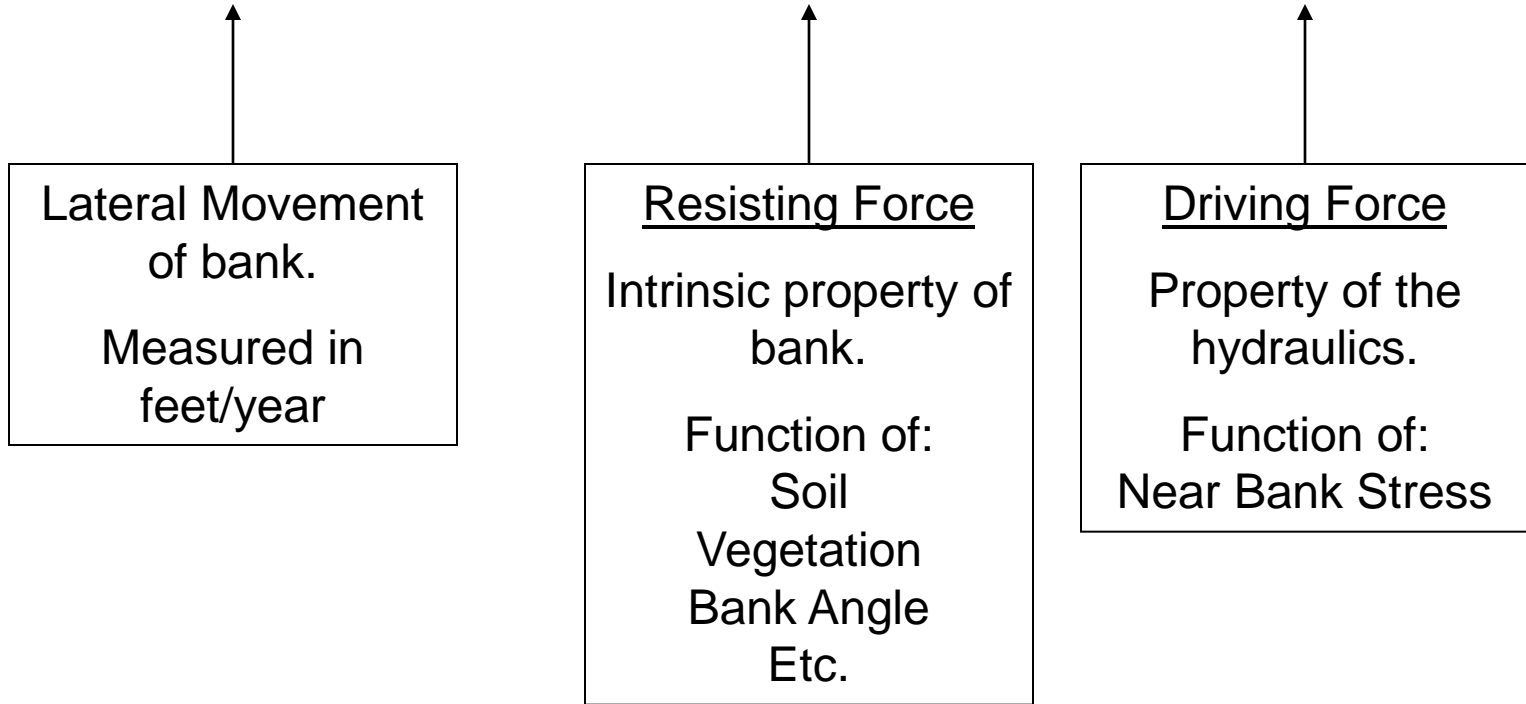 Lateral Movement
of bank.
Measured in
feet/year
Resisting Force
Intrinsic property of
bank.
Function of:
Soil
Vegetation
Bank Angle
Etc.
Driving Force
Property of the
hydraulics.
Function of:
Near Bank Stress